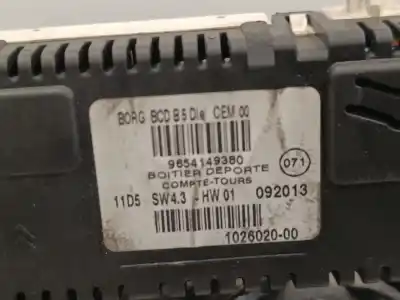 BORG BCD B5 Die CEM 00
9654149380
BOITIER DEPORTE
COMPTE-TOURS
071
11D5 SW4.3 -HW 01 092013
1026020-00